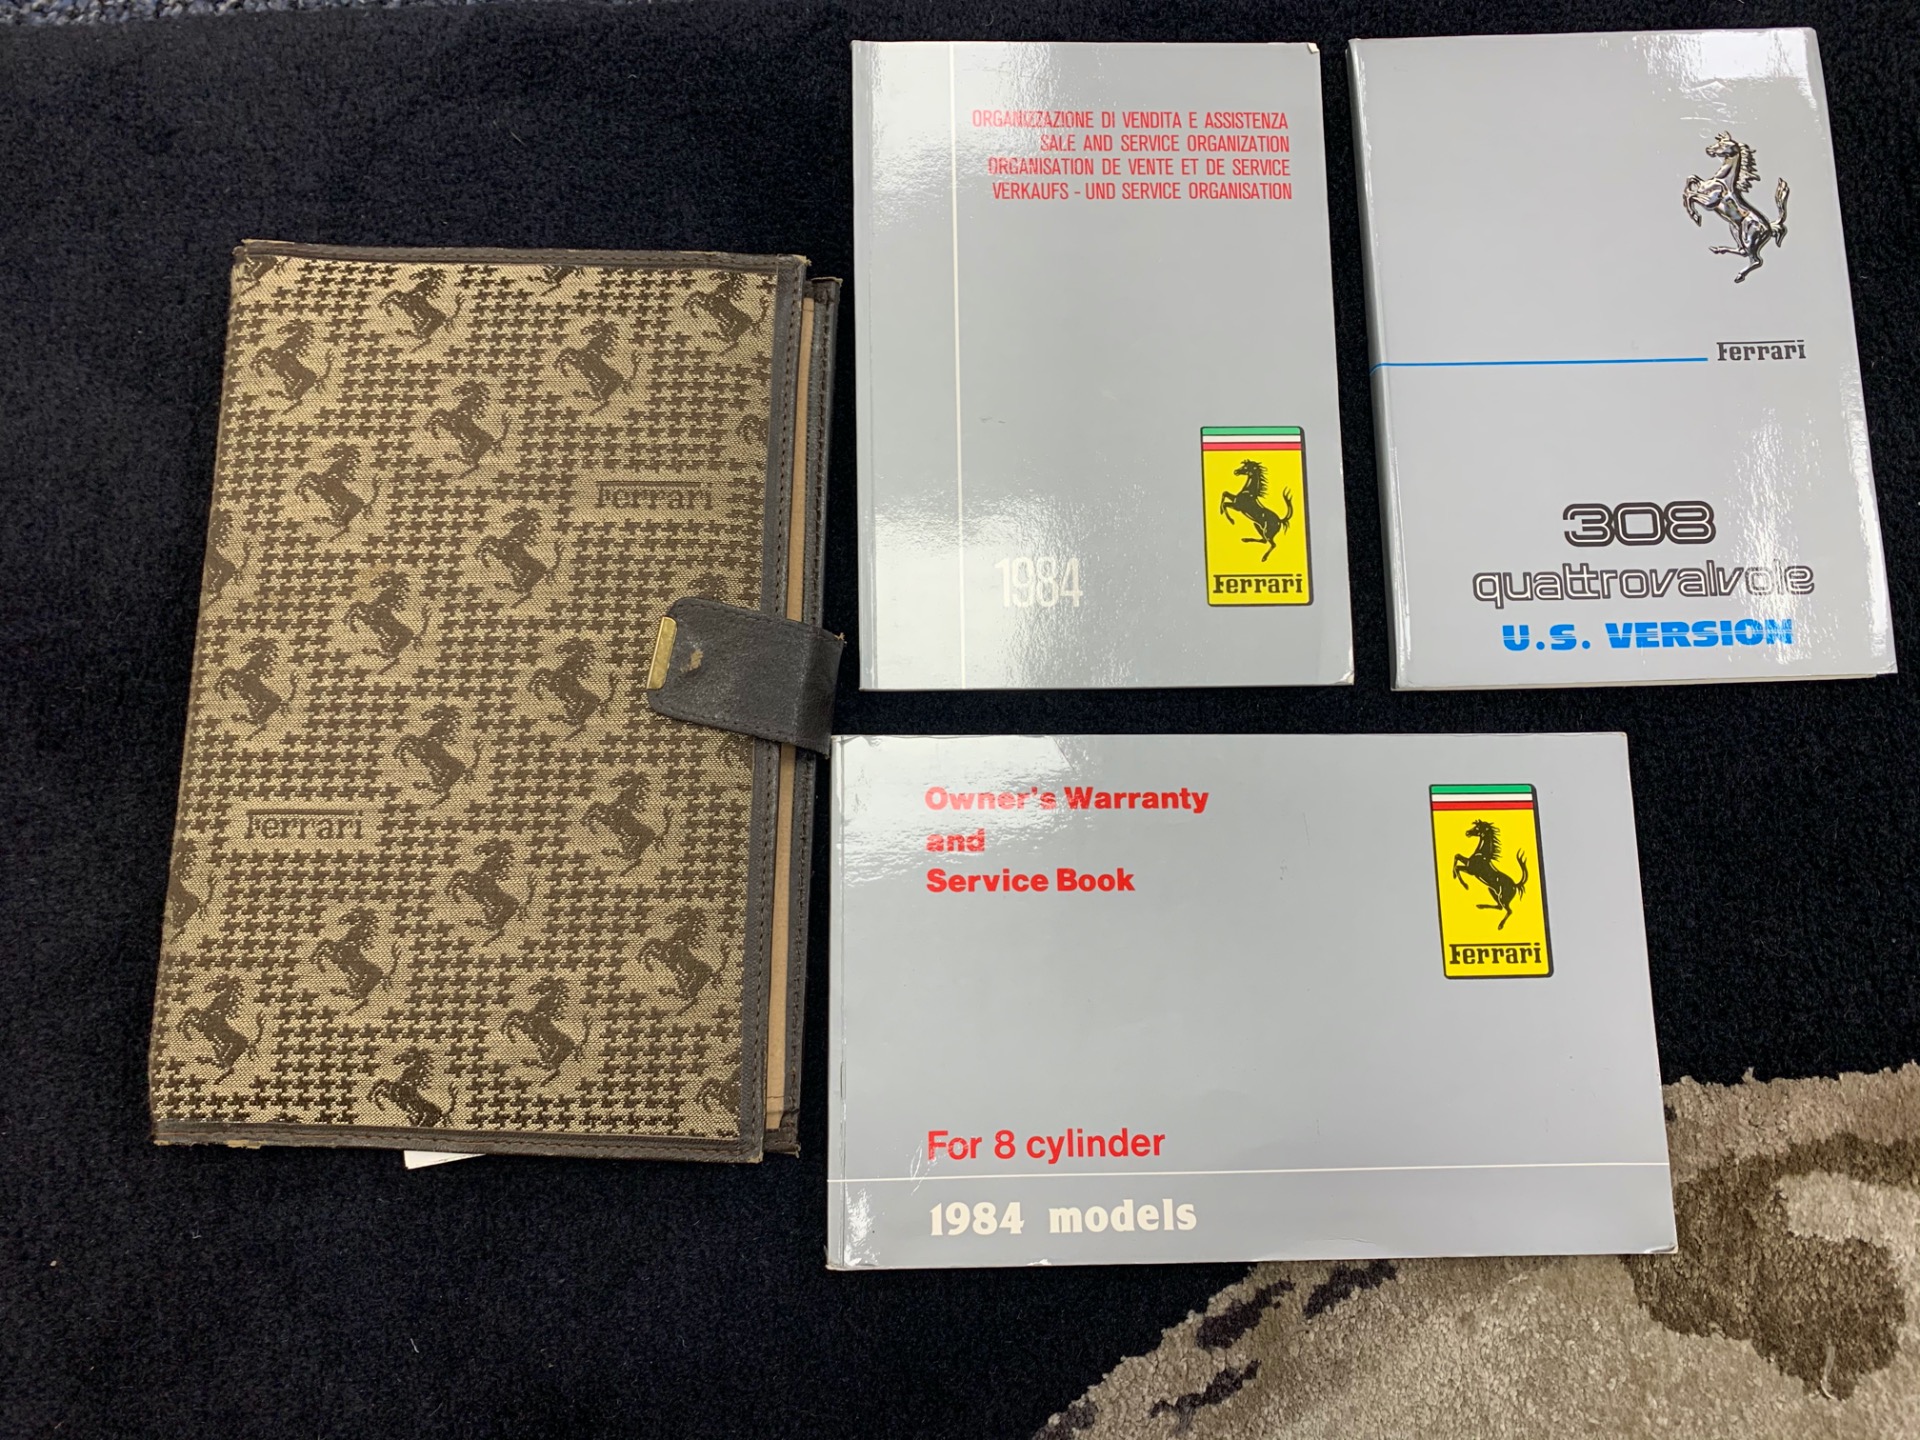 Ferrari
Ferrari
ORGANIZZAZIONE DI VENDITA E ASSISTENZA
SALE AND SERVICE ORGANIZATION
ORGANISATION DE VENTE ET DE SERVICE
VERKAUFS - UND SERVICE ORGANISATION
1984
Ferrari
Ferrari
308
quattrovalvole
U.S. VERSION
Owner's Warranty
and
Service Book
Ferrari
For 8 cylinder
1984 models